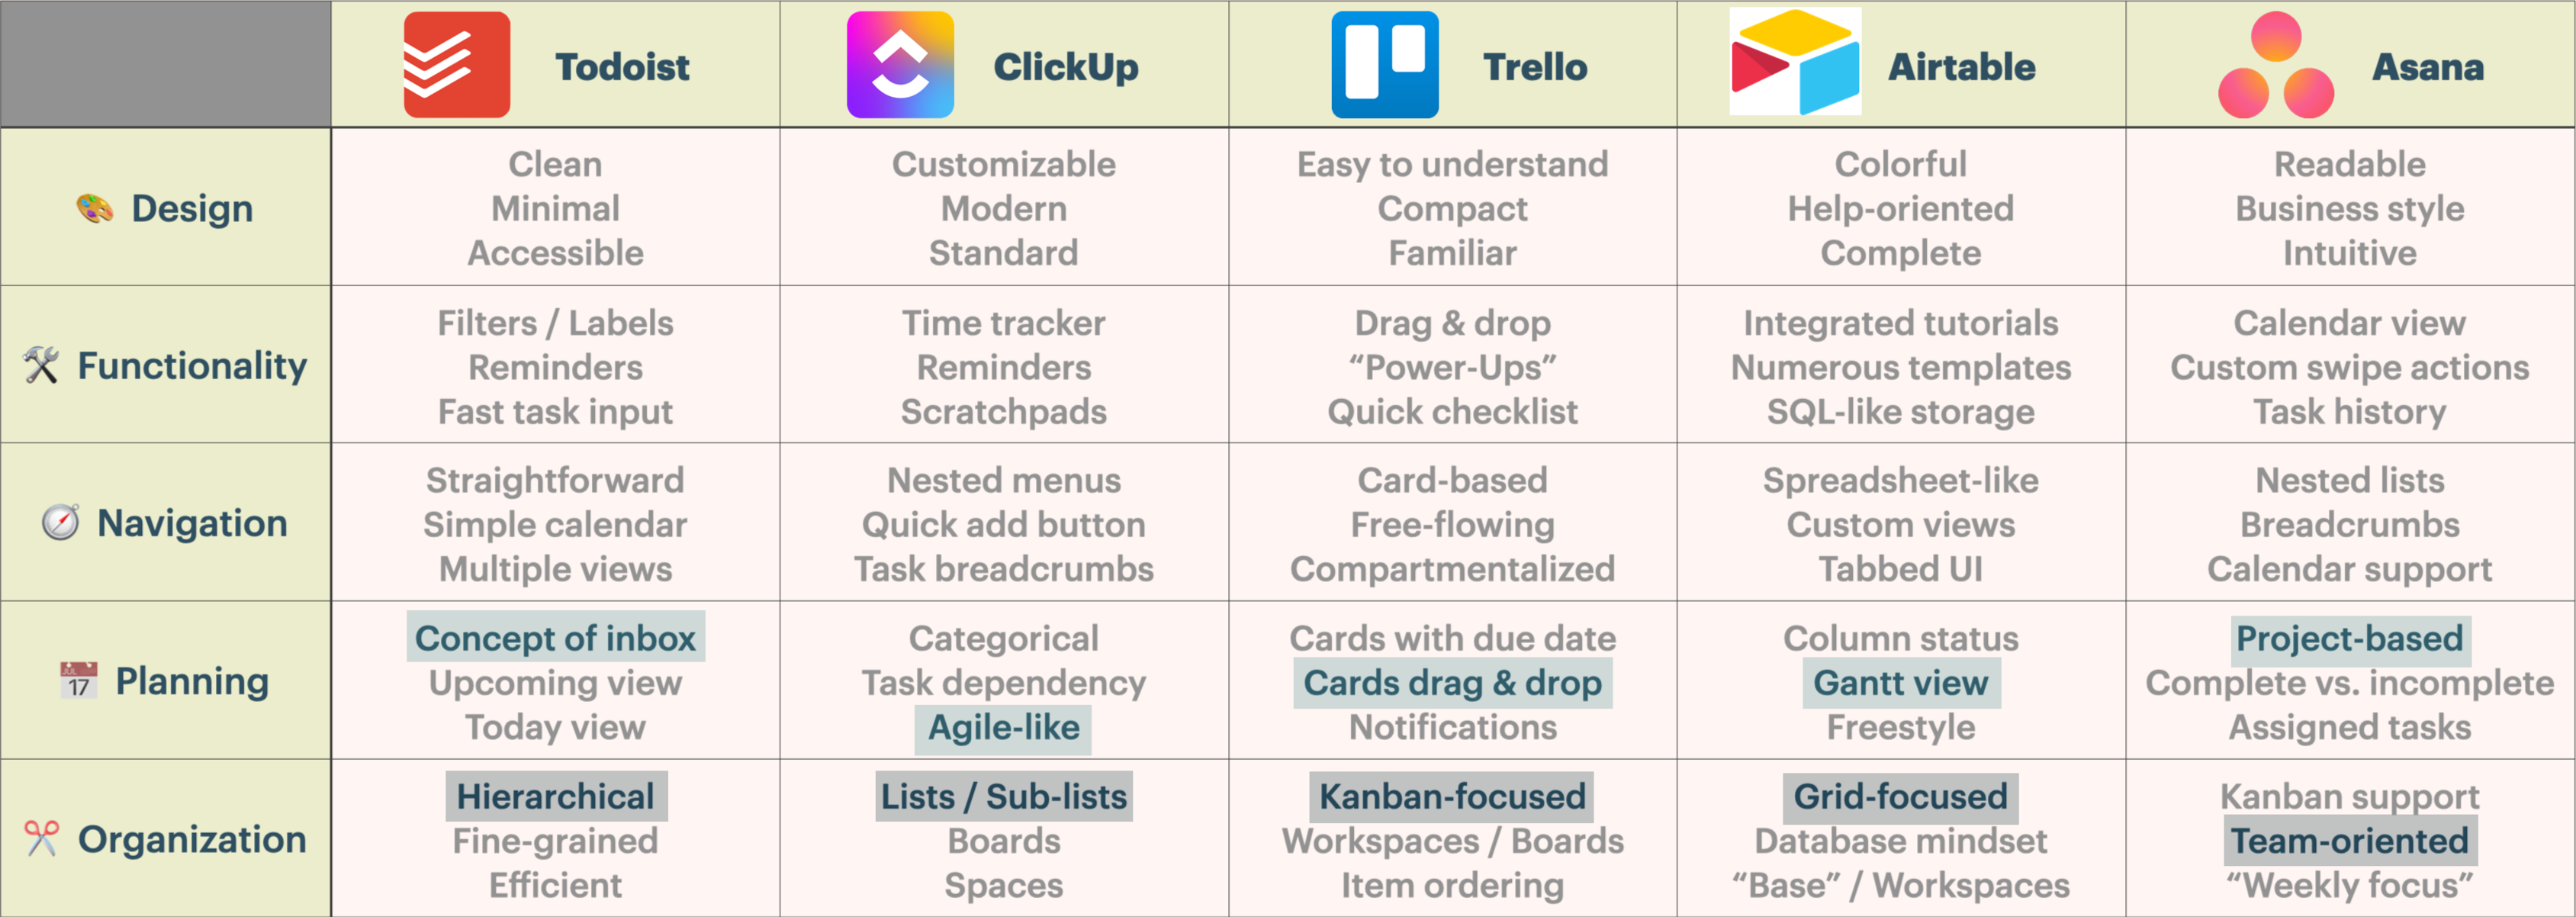 Todoist
ClickUp
Trello
Airtable
Asana
Design
Clean
Minimal
Accessible
Customizable
Modern
Standard
Easy to understand
Compact
Familiar
Colorful
Help-oriented
Complete
Readable
Business style
Intuitive
Functionality
Filters / Labels
Reminders
Fast task input
Time tracker
Reminders
Scratchpads
Drag & drop
“Power-Ups”
Quick checklist
Integrated tutorials
Numerous templates
SQL-like storage
Calendar view
Custom swipe actions
Task history
Navigation
Straightforward
Simple calendar
Multiple views
Nested menus
Quick add button
Task breadcrumbs
Card-based
Free-flowing
Compartmentalized
Spreadsheet-like
Custom views
Tabbed UI
Nested lists
Breadcrumbs
Calendar support
JUL
17
Planning
Concept of inbox
Upcoming view
Today view
Categorical
Task dependency
Agile-like
Cards with due date
Cards drag & drop
Notifications
Column status
Gantt view
Freestyle
Project-based
Complete vs. incomplete
Assigned tasks
Organization
Hierarchical
Fine-grained
Efficient
Lists / Sub-lists
Boards
Spaces
Kanban-focused
Workspaces / Boards
Item ordering
Grid-focused
Database mindset
“Base” / Workspaces
Kanban support
Team-oriented
“Weekly focus”